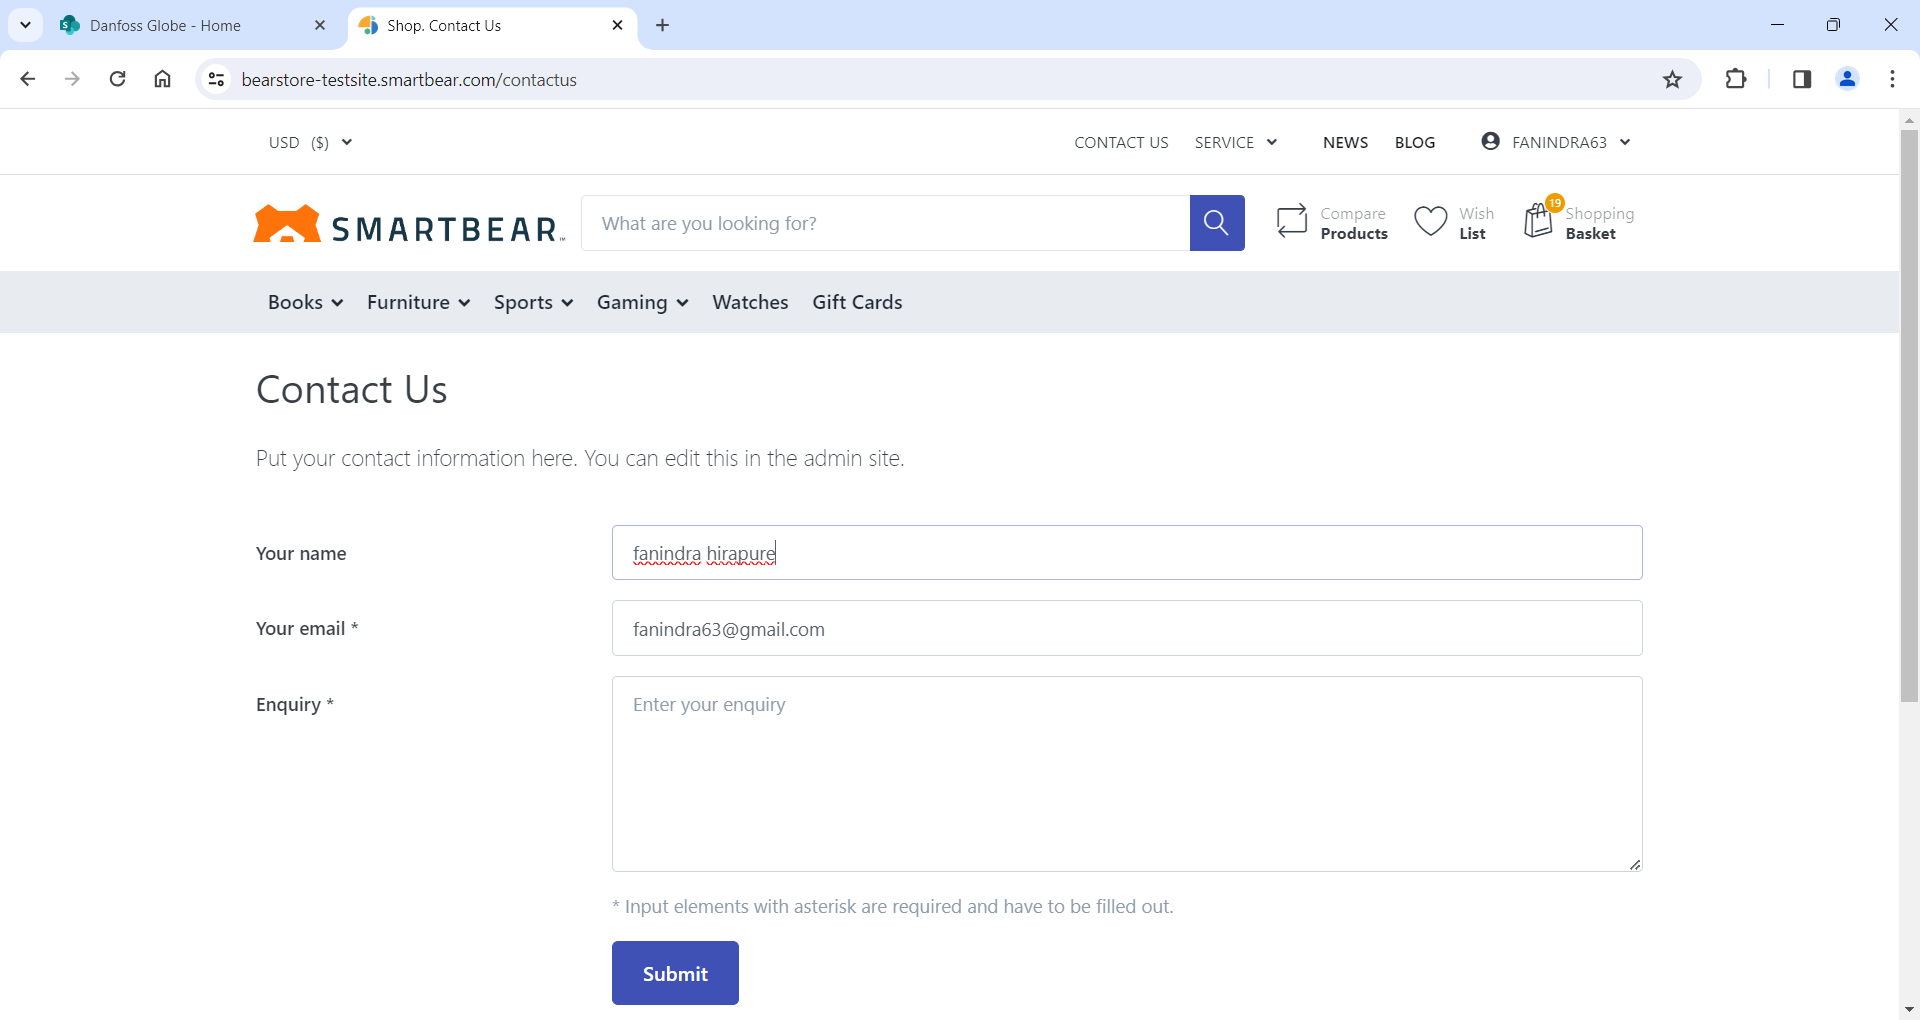 Danfoss Globe - Home
Shop. Contact Us
bearstore-testsite.smartbear.com/contactus
USD ($)
CONTACT US SERVICE NEWS BLOG FANINDRA63
SMARTBEAR™
What are you looking for?
Compare Products
Wish List
19
Shopping Basket
Books Furniture Sports Gaming Watches Gift Cards
Contact Us
Put your contact information here. You can edit this in the admin site.
Your name fanindra hirapure
Your email * fanindra63@gmail.com
Enquiry * Enter your enquiry
* Input elements with asterisk are required and have to be filled out.
Submit